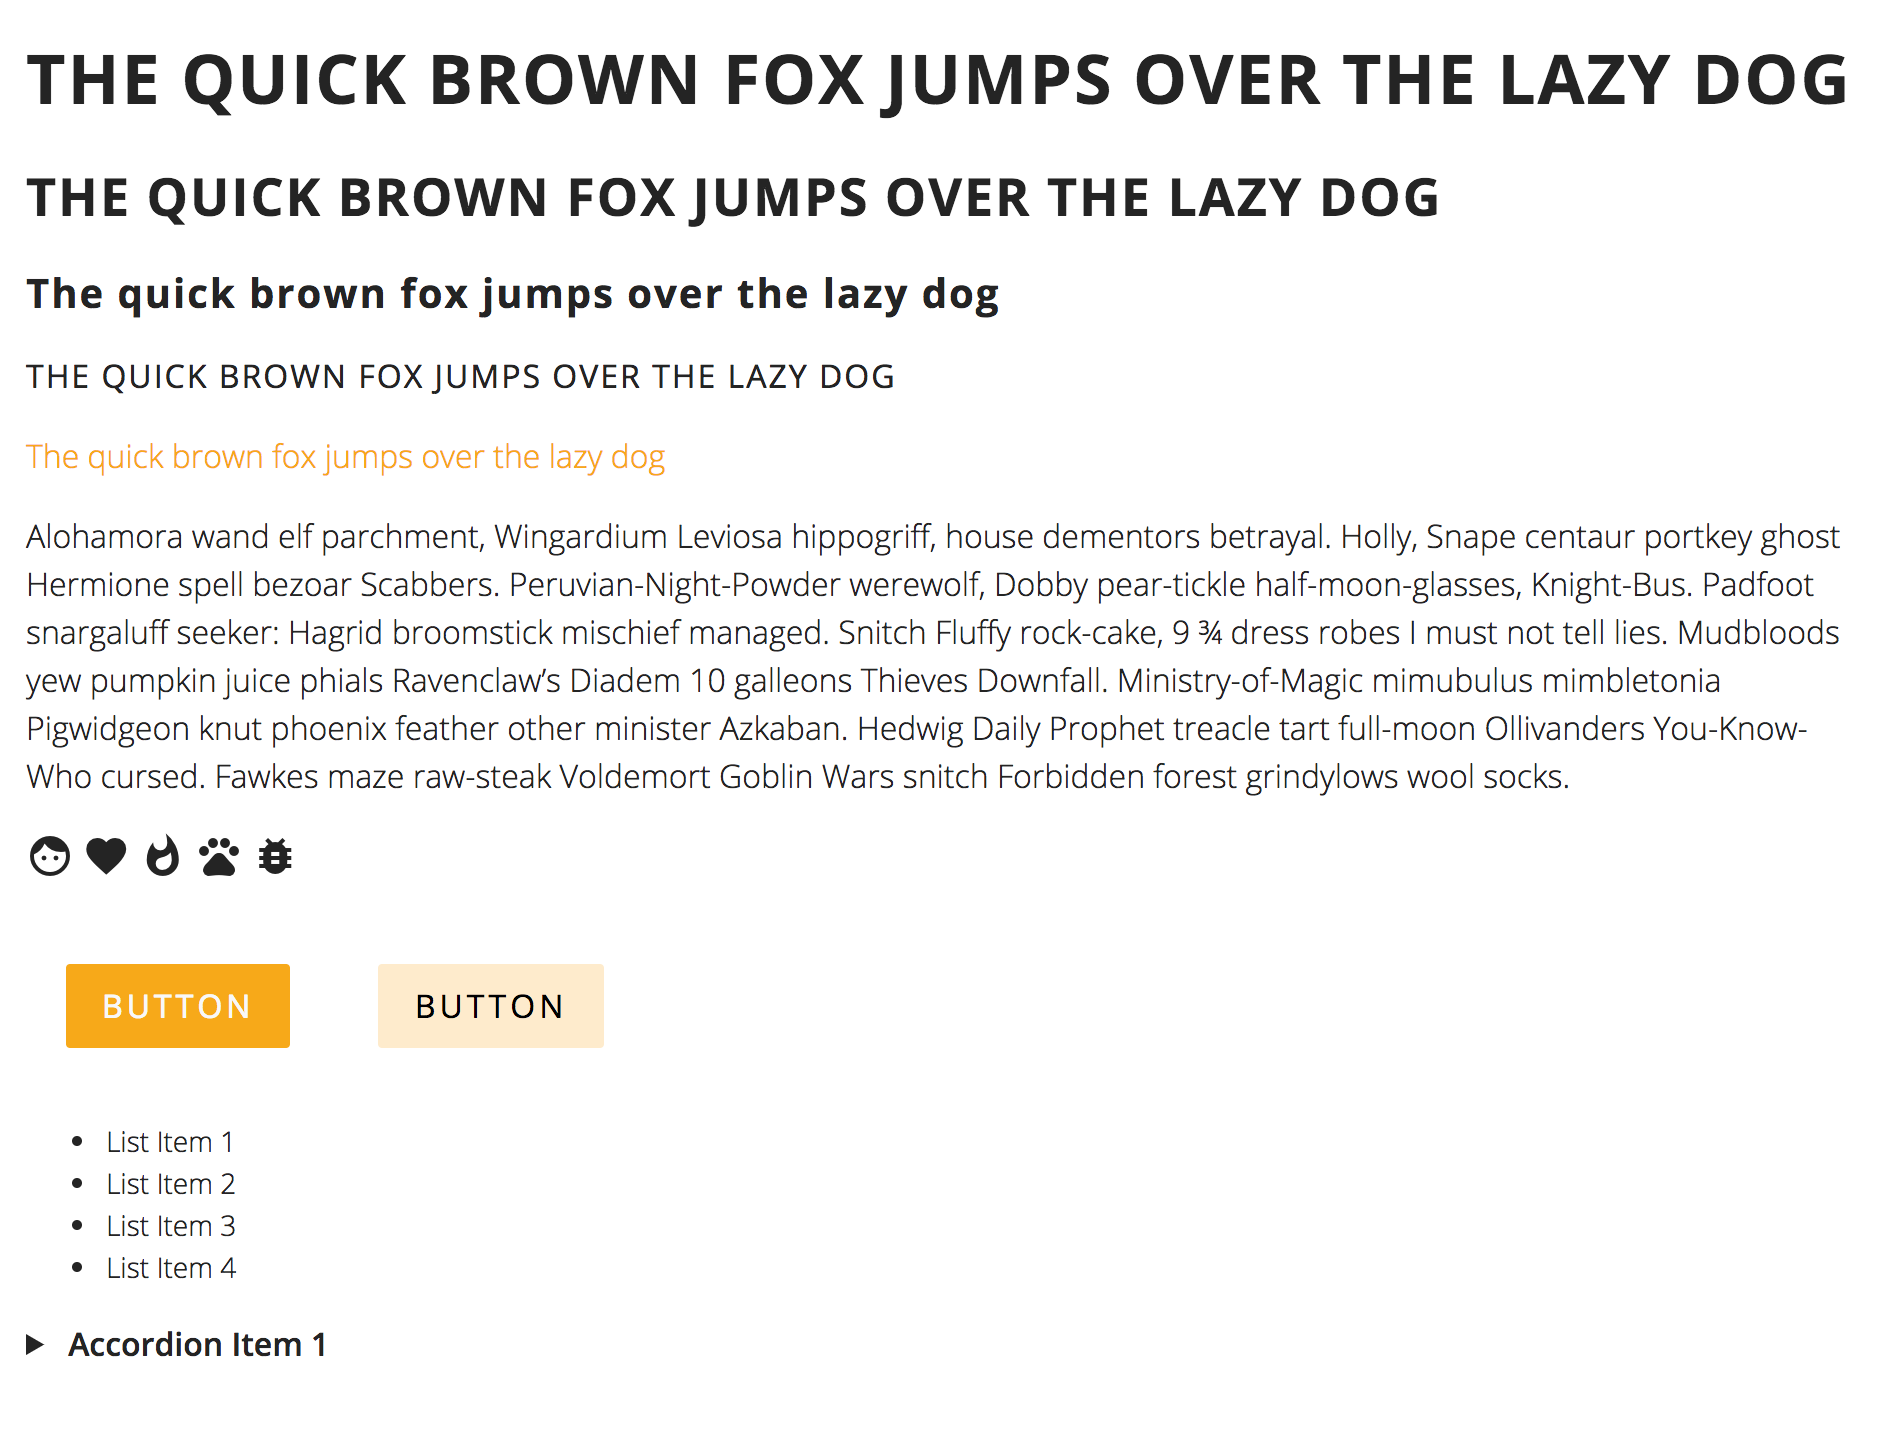 THE QUICK BROWN FOX JUMPS OVER THE LAZY DOG
THE QUICK BROWN FOX JUMPS OVER THE LAZY DOG
The quick brown fox jumps over the lazy dog
THE QUICK BROWN FOX JUMPS OVER THE LAZY DOG
The quick brown fox jumps over the lazy dog
Alohamora wand elf parchment, Wingardium Leviosa hippogriff, house dementors betrayal. Holly, Snape centaur portkey ghost
Hermione spell bezoar Scabbers. Peruvian-Night-Powder werewolf, Dobby pear-tickle half-moon-glasses, Knight-Bus. Padfoot
snargaluff seeker: Hagrid broomstick mischief managed. Snitch Fluffy rock-cake, 9 ¾ dress robes I must not tell lies. Mudbloods
yew pumpkin juice phials Ravenclaw’s Diadem 10 galleons Thieves Downfall. Ministry-of-Magic mimubulus mimbletonia
Pigwidgeon knut phoenix feather other minister Azkaban. Hedwig Daily Prophet treacle tart full-moon Ollivanders You-Know-
Who cursed. Fawkes maze raw-steak Voldemort Goblin Wars snitch Forbidden forest grindylows wool socks.
BUTTON BUTTON
List Item 1
List Item 2
List Item 3
List Item 4
Accordion Item 1